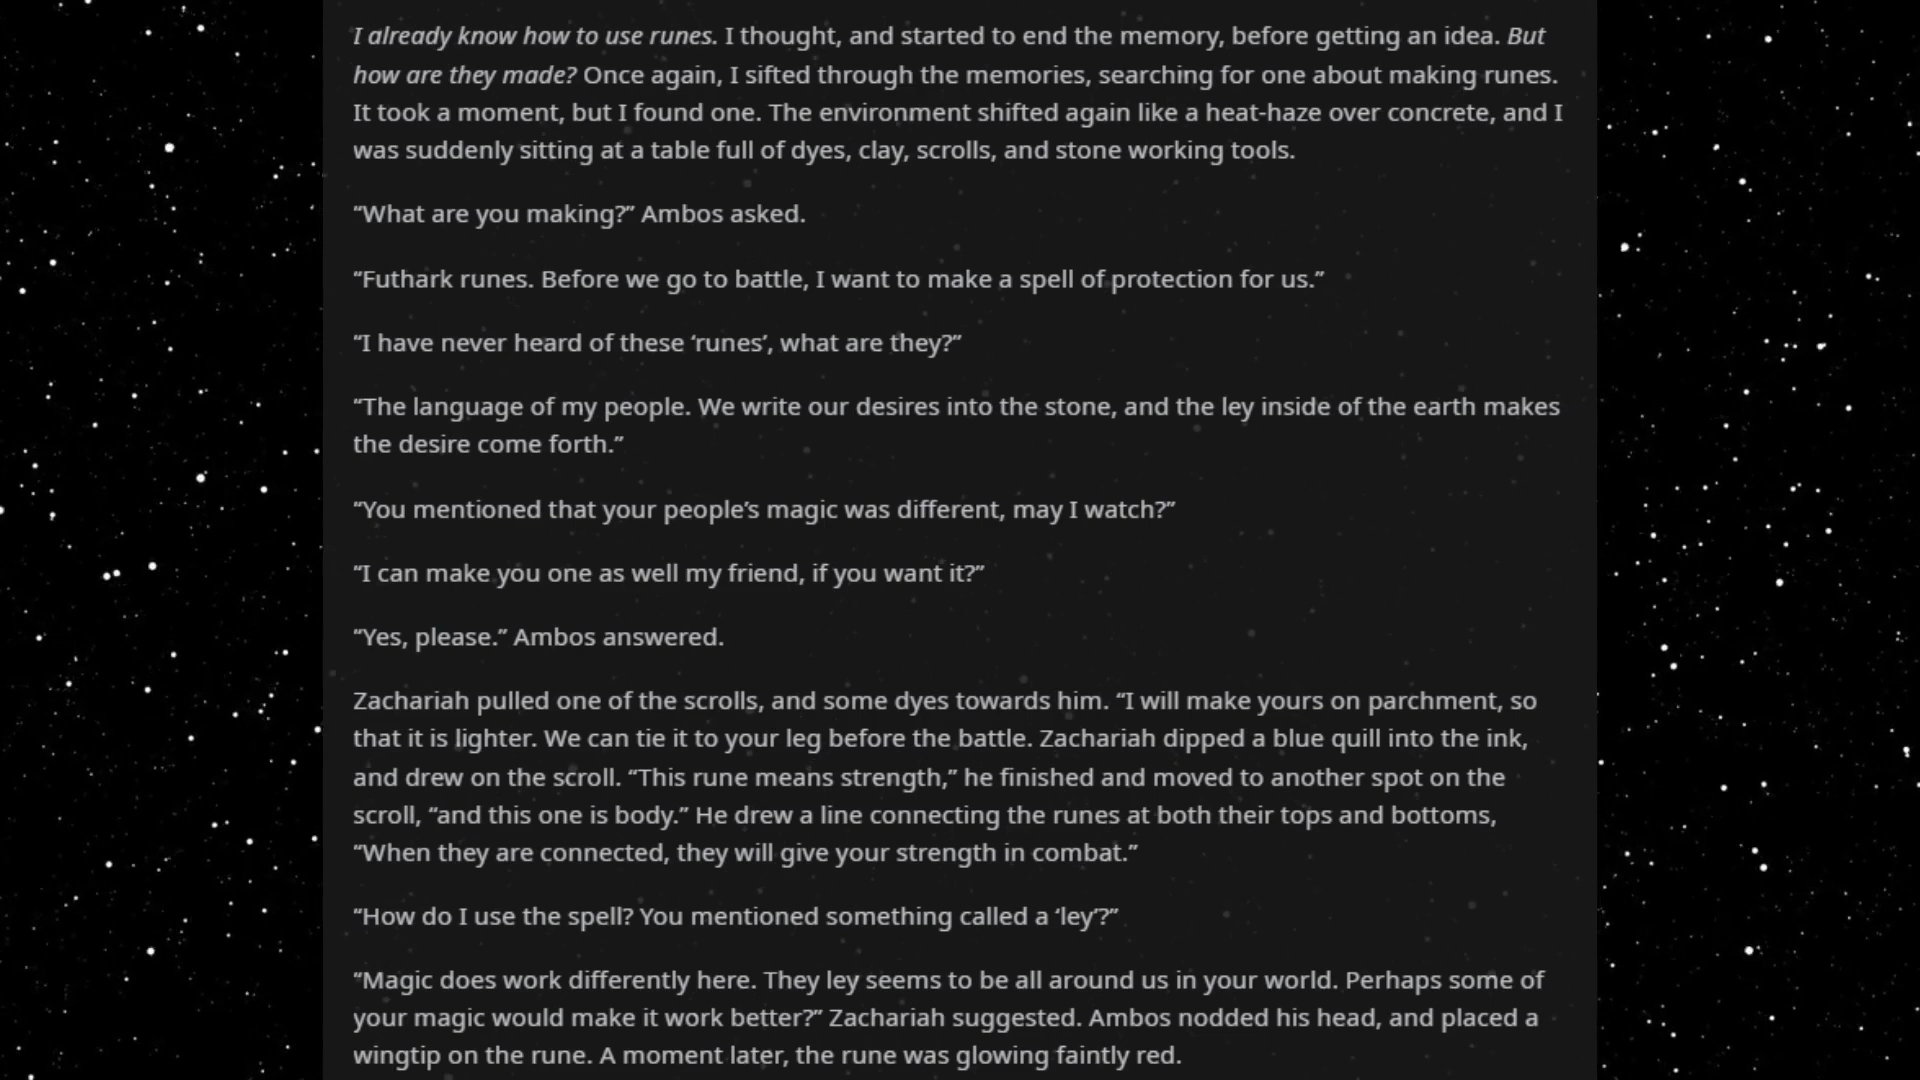 I already know how to use runes. I thought, and started to end the memory, before getting an idea. But
how are they made? Once again, I sifted through the memories, searching for one about making runes.
It took a moment, but I found one. The environment shifted again like a heat-haze over concrete, and I
was suddenly sitting at a table full of dyes, clay, scrolls, and stone working tools.
“What are you making?” Ambos asked.
“Futhark runes. Before we go to battle, I want to make a spell of protection for us.”
“I have never heard of these ‘runes’, what are they?”
“The language of my people. We write our desires into the stone, and the ley inside of the earth makes
the desire come forth.”
“You mentioned that your people’s magic was different, may I watch?”
“I can make you one as well my friend, if you want it?”
“Yes, please.” Ambos answered.
Zachariah pulled one of the scrolls, and some dyes towards him. “I will make yours on parchment, so
that it is lighter. We can tie it to your leg before the battle. Zachariah dipped a blue quill into the ink,
and drew on the scroll. “This rune means strength,” he finished and moved to another spot on the
scroll, “and this one is body.” He drew a line connecting the runes at both their tops and bottoms,
“When they are connected, they will give your strength in combat.”
“How do I use the spell? You mentioned something called a ‘ley’?”
“Magic does work differently here. They ley seems to be all around us in your world. Perhaps some of
your magic would make it work better?” Zachariah suggested. Ambos nodded his head, and placed a
wingtip on the rune. A moment later, the rune was glowing faintly red.